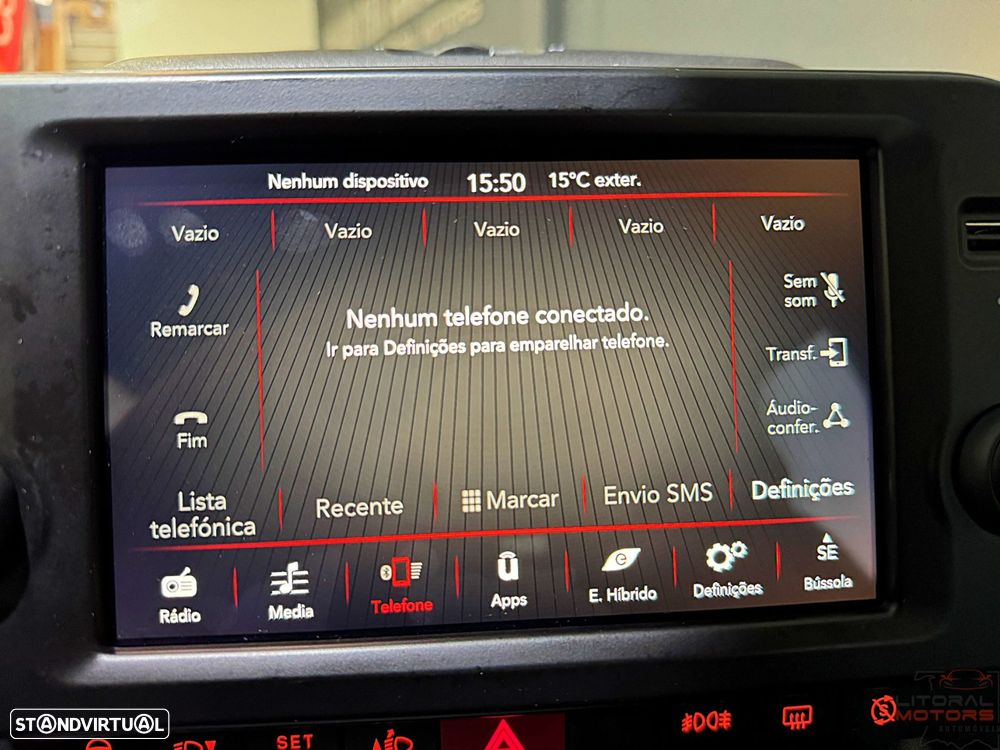 Nenhum dispositivo 15:50 15°C exter.
Vazio Vazio Vazio Vazio Vazio
Remarcar
Nenhum telefone conectado.
Ir para Definições para emparelhar telefone.
Sem
som
Transf.
Fim
Áudio-
confer.
Lista
telefónica
Recente
Marcar
Envio SMS
Definições
Rádio
Media
Telefone
u
Apps
e
E. Híbrido
Definições
SE
Bússola
SET
STANDVIRTUAL
LITORAL
MOTORS
AUTOMÓVEIS